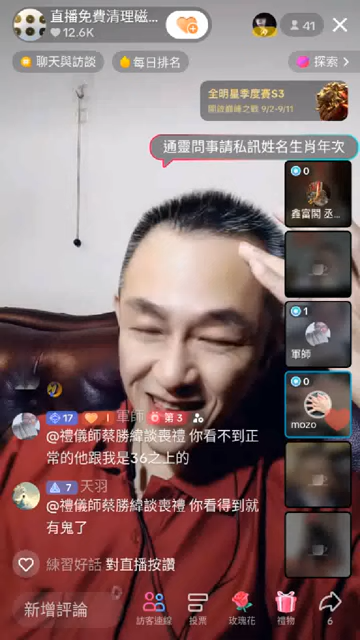 直播免費清理磁...
12.6K
41
聊天與訪談
每日排名
探索
全明星季度賽S3
9/2-9/11
通靈問事請私訊姓名生肖年次
0
鑫富閣 丞...
1
軍師
0
mozo
17 I 軍師 第 3
@禮儀師蔡勝緯談喪禮 你看不到正
常的他跟我是36之上的
7 天羽
@禮儀師蔡勝緯談喪禮 你看得到就
有鬼了
練習好話 對直播按讚
新增評論
訪客連線
投票
玫瑰花
禮物
6